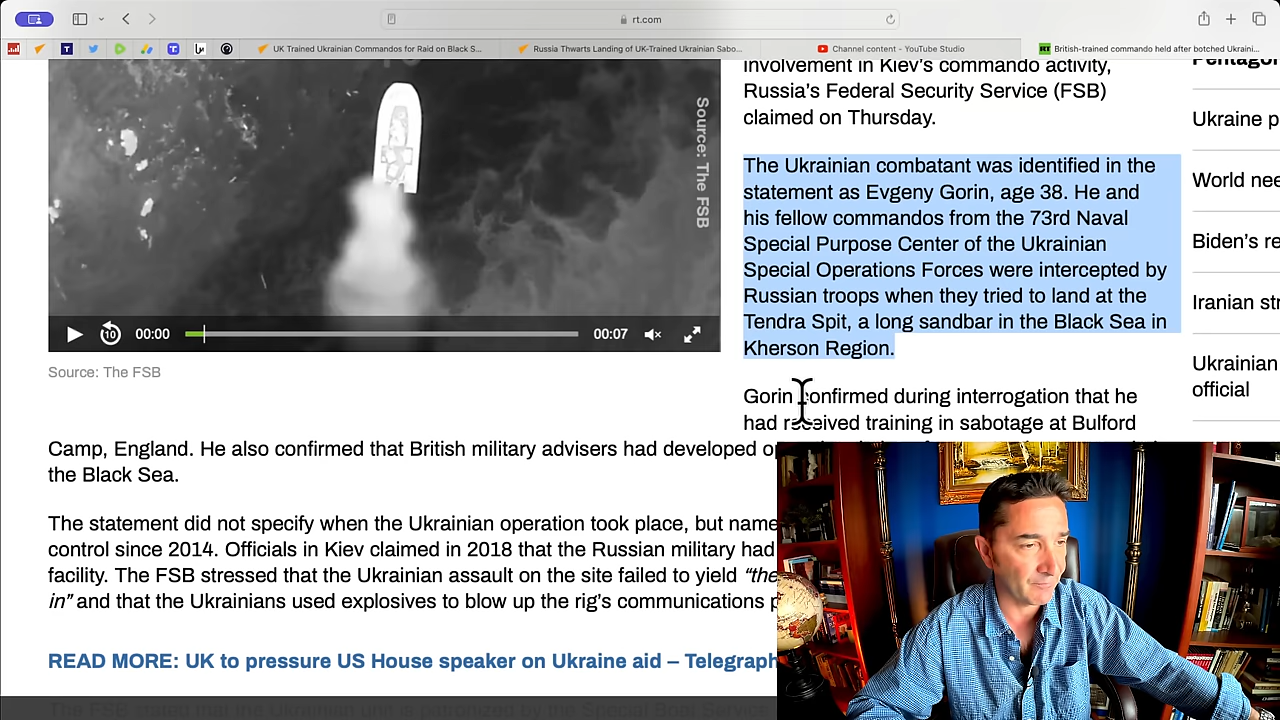 rt.com
UK Trained Ukrainian Commandos for Raid on Black S...
Russia Thwarts Landing of UK-Trained Ukrainian Sabo...
Channel content - YouTube Studio
RT
British-trained commando held after botched Ukraini...
Source: The FSB
10
00:00
00:07
Source: The FSB
involvement in Kiev's commando activity,
Russia's Federal Security Service (FSB)
claimed on Thursday.
The Ukrainian combatant was identified in the
statement as Evgeny Gorin, age 38. He and
his fellow commandos from the 73rd Naval
Special Purpose Center of the Ukrainian
Special Operations Forces were intercepted by
Russian troops when they tried to land at the
Tendra Spit, a long sandbar in the Black Sea in
Kherson Region.
Gorin confirmed during interrogation that he
had received training in sabotage at Bulford
Camp, England. He also confirmed that British military advisers had developed
the Black Sea.
The statement did not specify when the Ukrainian operation took place, but name
control since 2014. Officials in Kiev claimed in 2018 that the Russian military had
facility. The FSB stressed that the Ukrainian assault on the site failed to yield "the
in" and that the Ukrainians used explosives to blow up the rig's communications
READ MORE: UK to pressure US House speaker on Ukraine aid – Telegraph
Pentagon
Ukraine p
World nee
Biden's re
Iranian str
Ukrainian
official